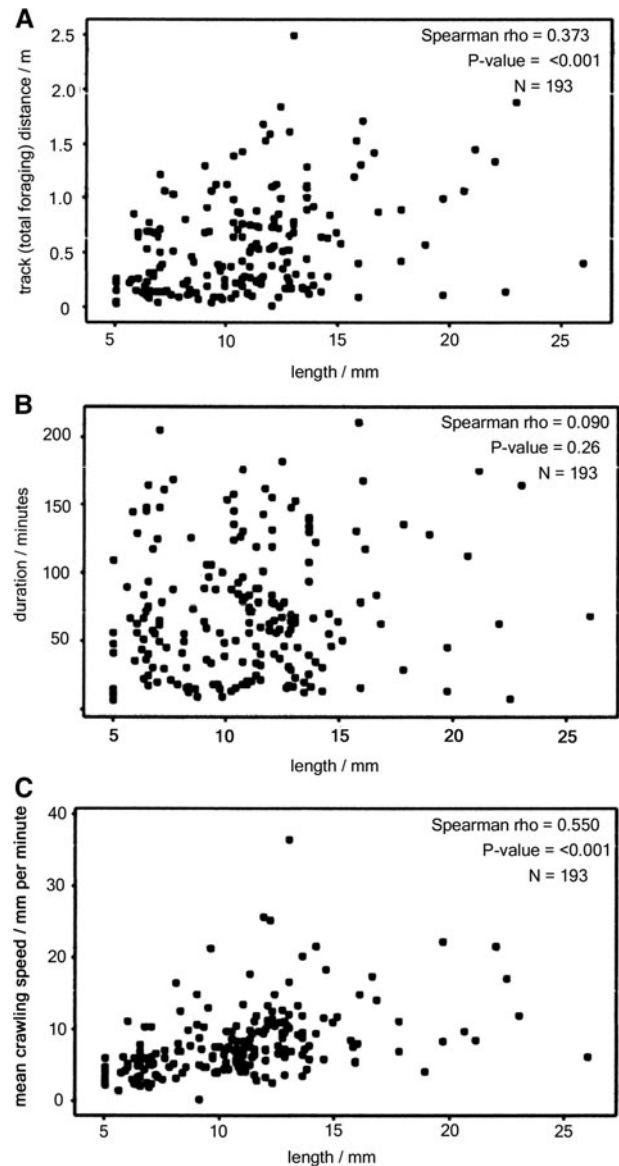 A
Spearman rho = 0.373
P-value = <0.001
N = 193
track (total foraging) distance / m
2.5
2.0
1.5
1.0
0.5
0
5 10 15 20 25
length / mm
B
Spearman rho = 0.090
P-value = 0.26
N = 193
duration / minutes
200
150
100
50
5 10 15 20 25
length / mm
C
Spearman rho = 0.550
P-value = <0.001
N = 193
mean crawling speed / mm per minute
40
30
20
10
0
5 10 15 20 25
length / mm